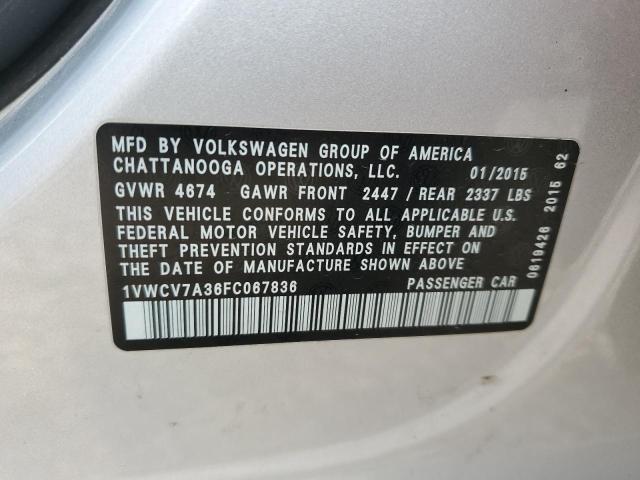 MFD BY VOLKSWAGEN GROUP OF AMERICA
CHATTANOOGA OPERATIONS, LLC. 01/2015
GVWR 4674 GAWR FRONT 2447 / REAR 2337 LBS
THIS VEHICLE CONFORMS TO ALL APPLICABLE U.S.
FEDERAL MOTOR VEHICLE SAFETY, BUMPER AND
THEFT PREVENTION STANDARDS IN EFFECT ON
THE DATE OF MANUFACTURE SHOWN ABOVE
1VWCV7A36FC067836 PASSENGER CAR
0619426 2015 62